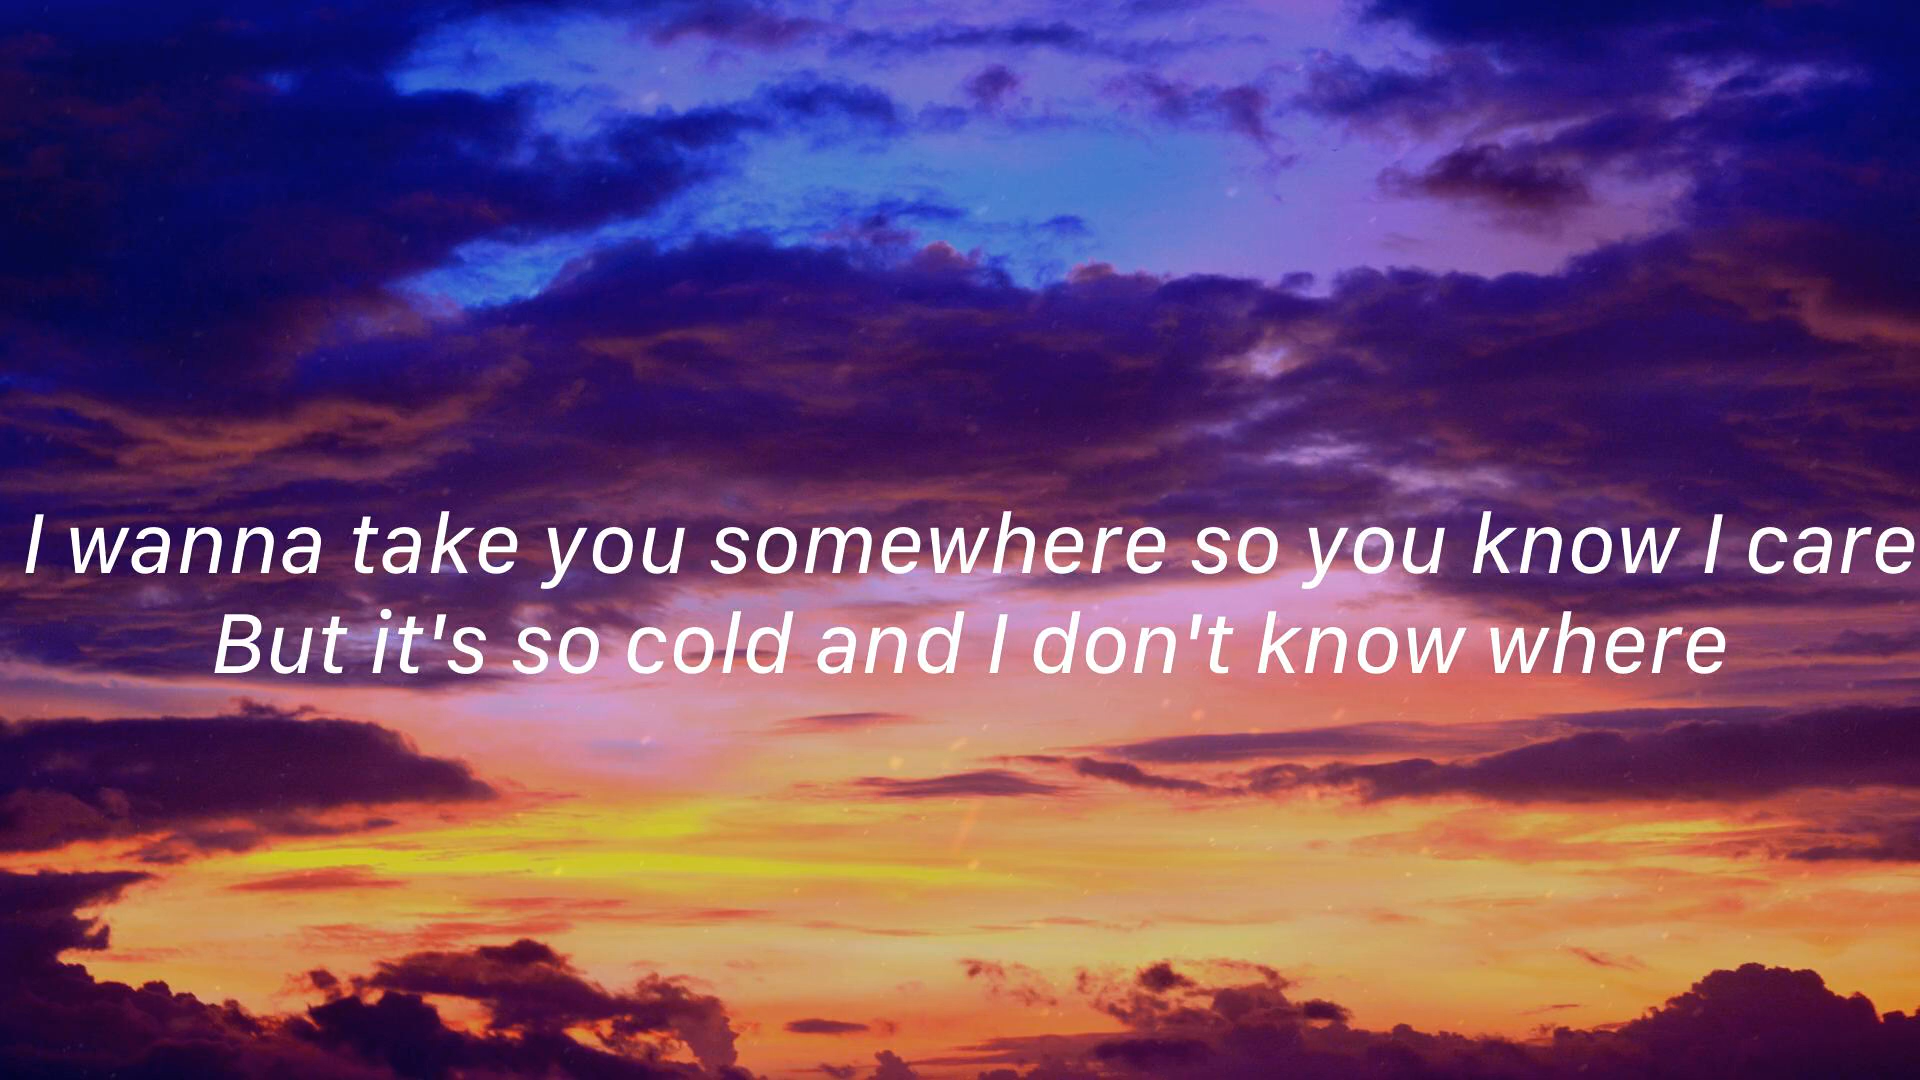 I wanna take you somewhere so you know I care
But it's so cold and I don't know where